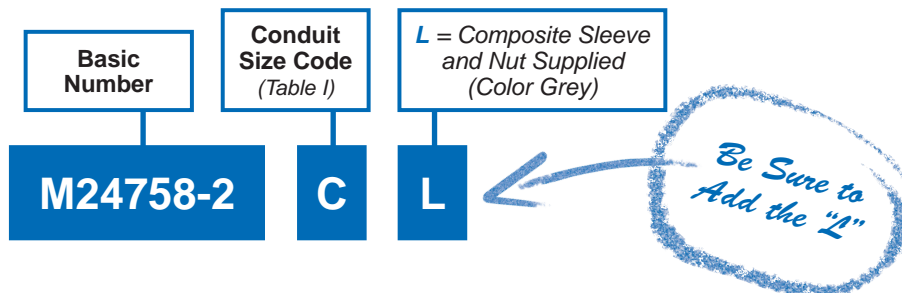 Basic
Number
Conduit
Size Code
(Table I)
L = Composite Sleeve
and Nut Supplied
(Color Grey)
M24758-2
C
L
Be Sure to
Add the "L"